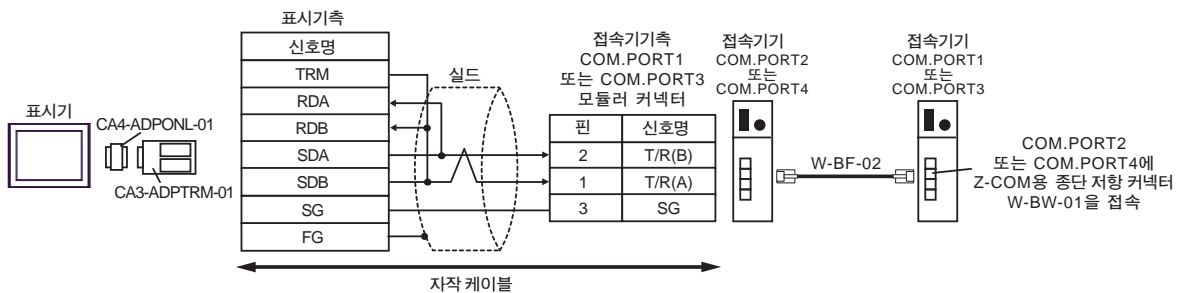 표시기
CA4-ADPONL-01
CA3-ADPTRM-01
표시기측
신호명
TRM
RDA
RDB
SDA
SDB
SG
FG
실드
접속기기측
COM.PORT1
또는 COM.PORT3
모듈러 커넥터
핀 신호명
2 T/R(B)
1 T/R(A)
3 SG
자작 케이블
접속기기
COM.PORT2
또는
COM.PORT4
W-BF-02
접속기기
COM.PORT1
또는
COM.PORT3
COM.PORT2
또는 COM.PORT4에
Z-COM용 종단 저항 커넥터
W-BW-01을 접속